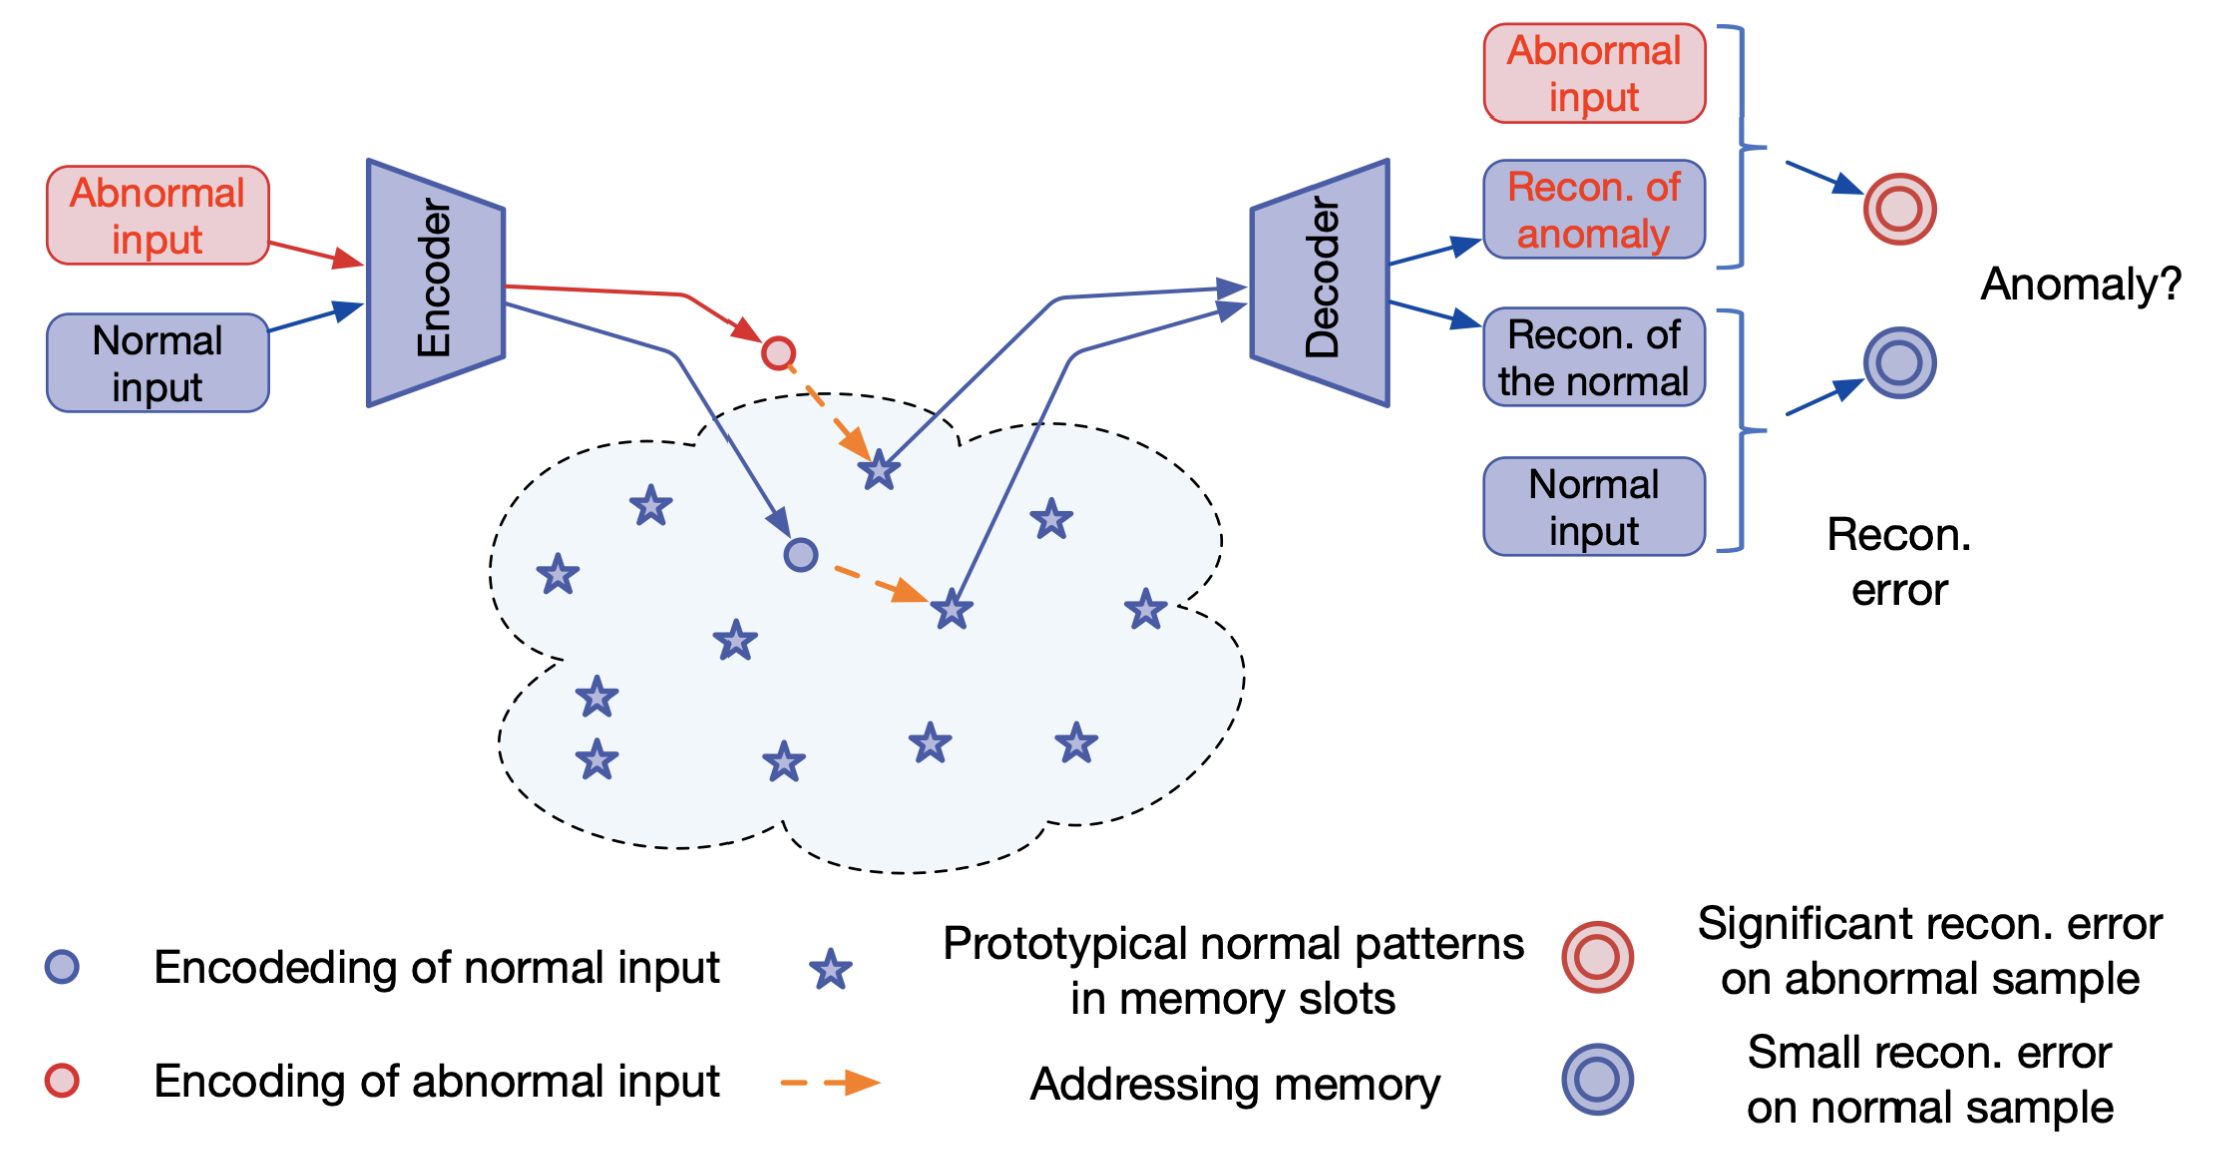 Abnormal
input
Normal
input
Encoder
Decoder
Abnormal
input
Recon. of
anomaly
Recon. of
the normal
Normal
input
Anomaly?
Recon.
error
Encodeding of normal input
Encoding of abnormal input
Prototypical normal patterns
in memory slots
Addressing memory
Significant recon. error
on abnormal sample
Small recon. error
on normal sample